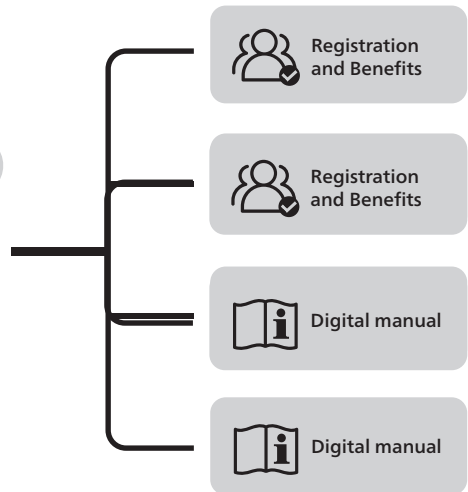 Registration
and Benefits
Registration
and Benefits
Digital manual
Digital manual